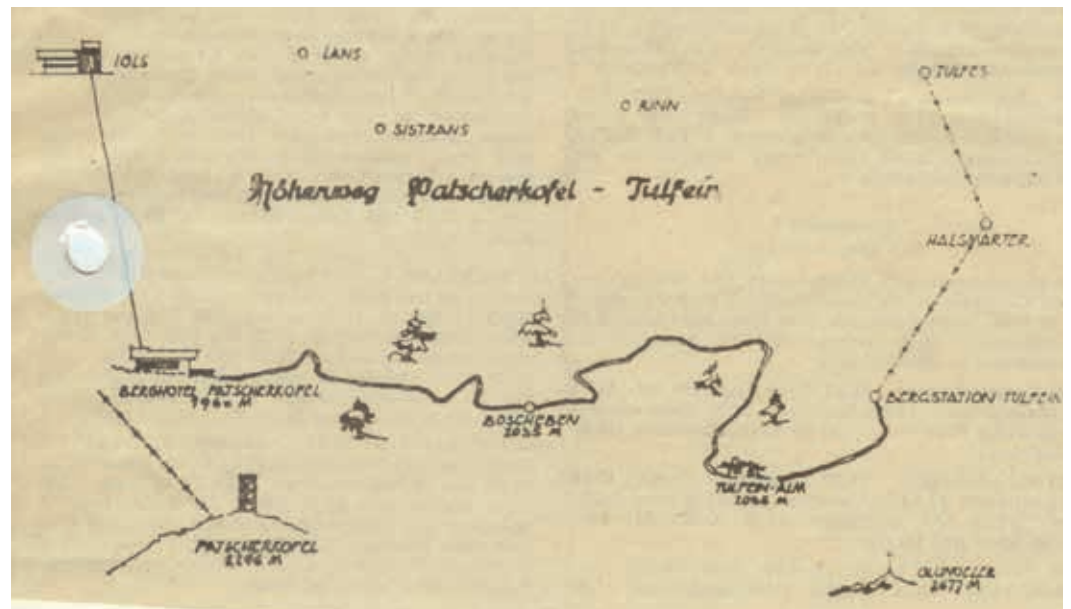 IGLS
LANS
TULFES
RINN
SISTRANS
Höhenweg Patscherkofel - Tulfein
HALSMARTER
BERGHOTEL PATSCHERKOFEL
BERGSTATION TULFEIN
BOSCHEBEN
2035 M
TULFEIN-ALM
2035 M
PATSCHERKOFEL
2246 M
GLUNGEZER
2677 M